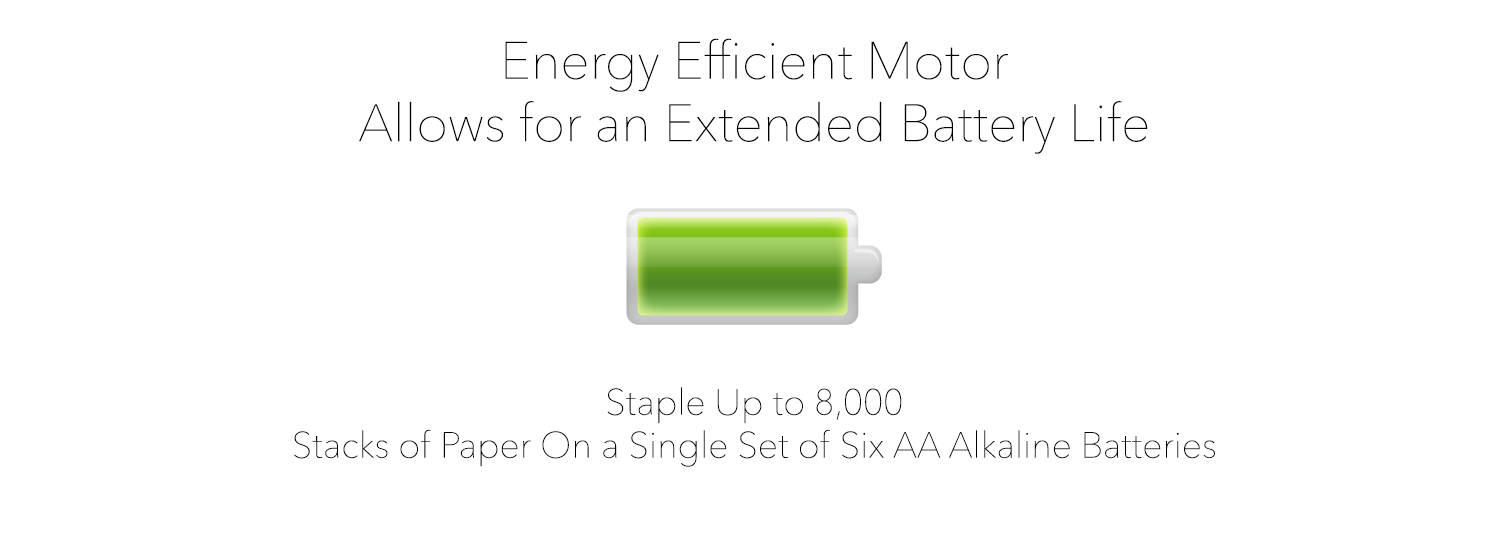 Energy Efficient Motor
Allows for an Extended Battery Life
Staple Up to 8,000
Stacks of Paper On a Single Set of Six AA Alkaline Batteries